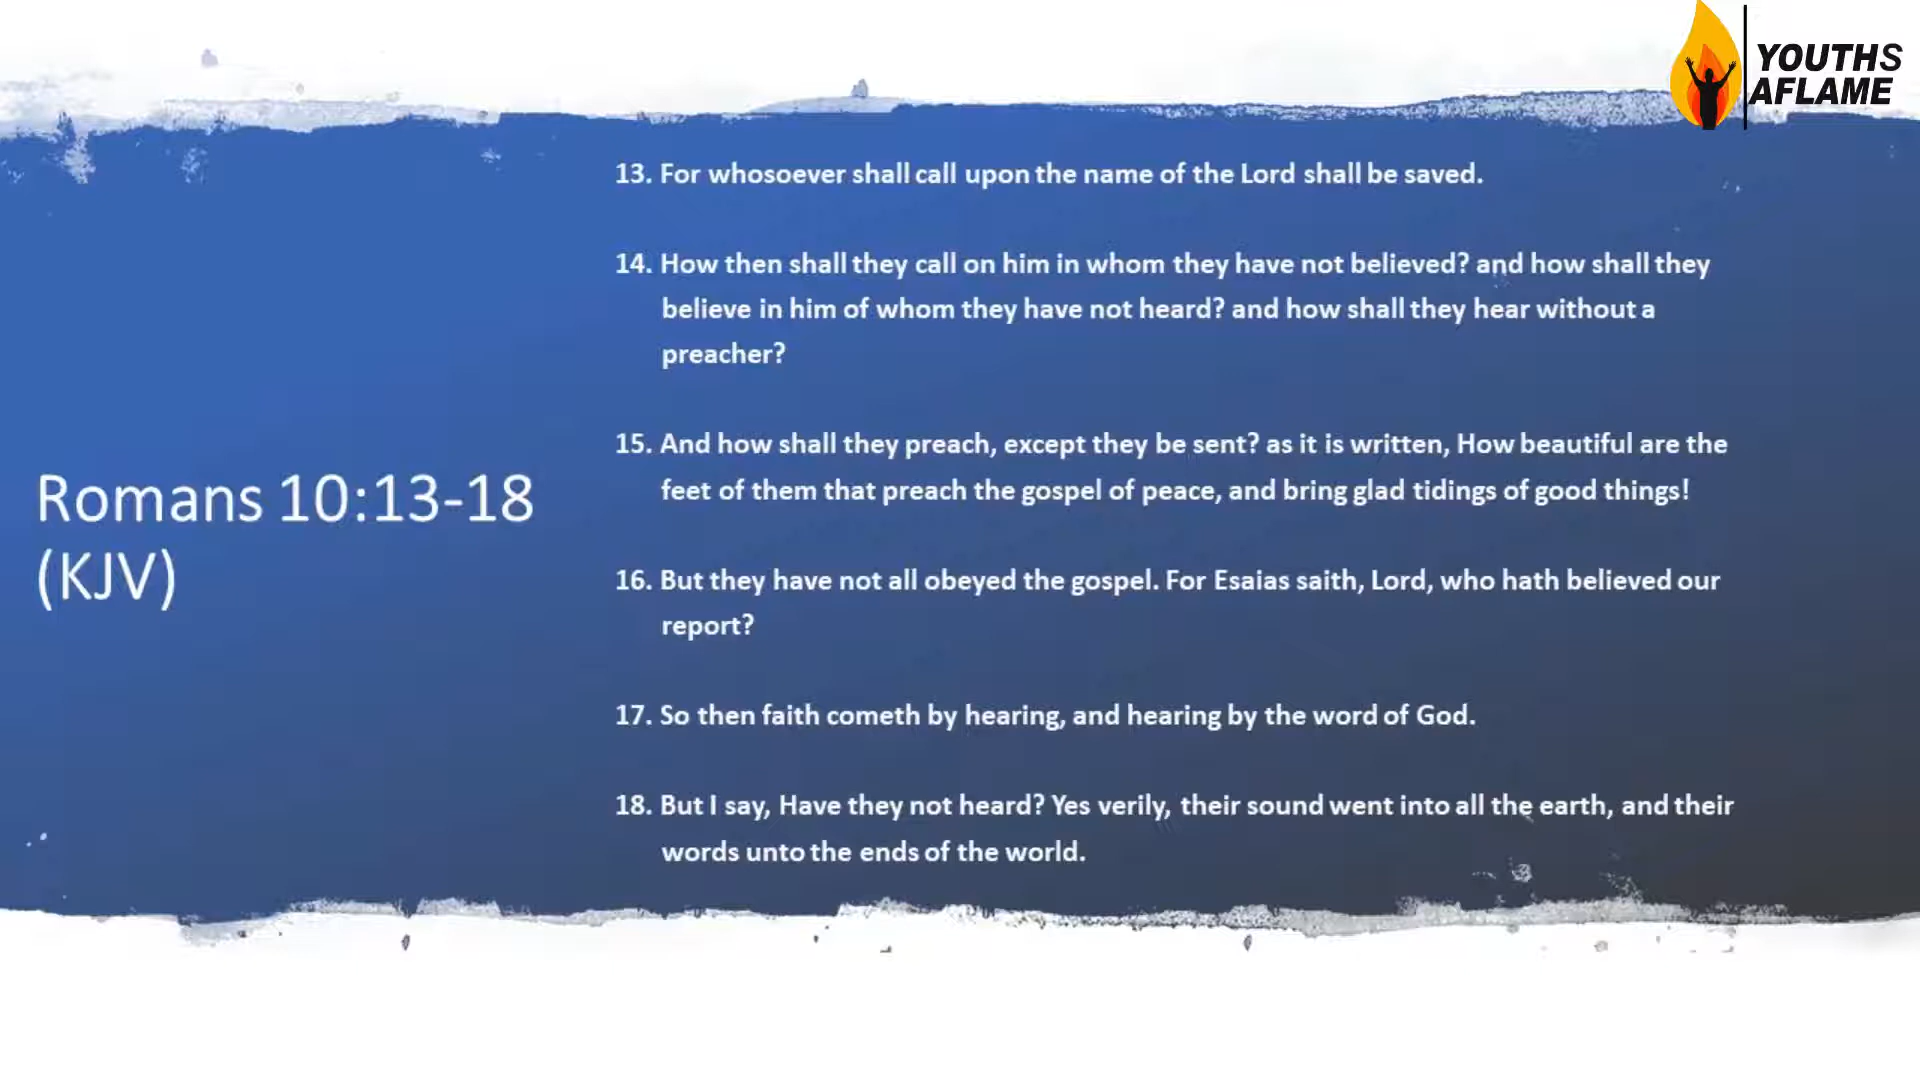 YOUTHS
AFLAME
13. For whosoever shall call upon the name of the Lord shall be saved.
14. How then shall they call on him in whom they have not believed? and how shall they
believe in him of whom they have not heard? and how shall they hear without a
preacher?
15. And how shall they preach, except they be sent? as it is written, How beautiful are the
feet of them that preach the gospel of peace, and bring glad tidings of good things!
Romans 10:13-18
(KJV)
16. But they have not all obeyed the gospel. For Esaias saith, Lord, who hath believed our
report?
17. So then faith cometh by hearing, and hearing by the word of God.
18. But I say, Have they not heard? Yes verily, their sound went into all the earth, and their
words unto the ends of the world.